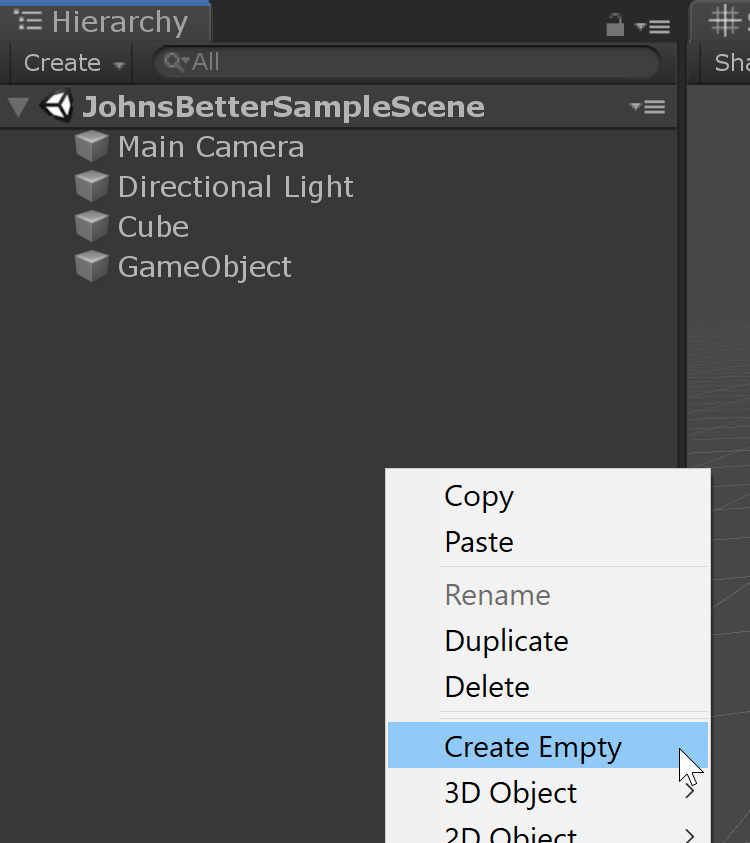 Hierarchy
Create
All
JohnsBetterSampleScene
Main Camera
Directional Light
Cube
GameObject
Copy
Paste
Rename
Duplicate
Delete
Create Empty
3D Object
2D Object